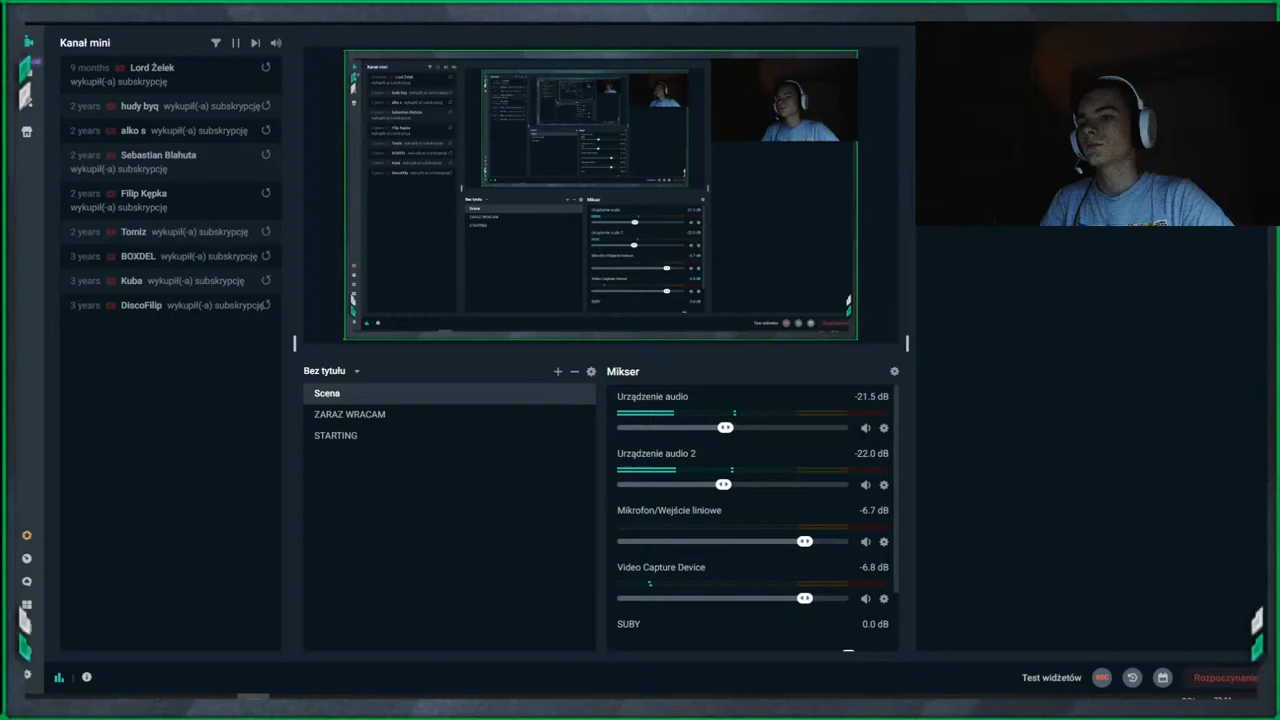 Kanał mini
9 months Lord Żelek
wykupił(-a) subskrypcję
2 years hudy byq wykupił(-a) subskrypcję
2 years alko s wykupił(-a) subskrypcję
2 years Sebastian Blahuta
wykupił(-a) subskrypcję
2 years Filip Kępka
wykupił(-a) subskrypcję
2 years Tomiz wykupił(-a) subskrypcję
3 years BOXDEL wykupił(-a) subskrypcję
3 years Kuba wykupił(-a) subskrypcję
3 years DiscoFilip wykupił(-a) subskrypcję
Bez tytułu
Scena
ZARAZ WRACAM
STARTING
Mikser
Urządzenie audio -21.5 dB
Urządzenie audio 2 -22.0 dB
Mikrofon/Wejście liniowe -6.7 dB
Video Capture Device -6.8 dB
SUBY 0.0 dB
Test widżetów REC Rozpoczynanie